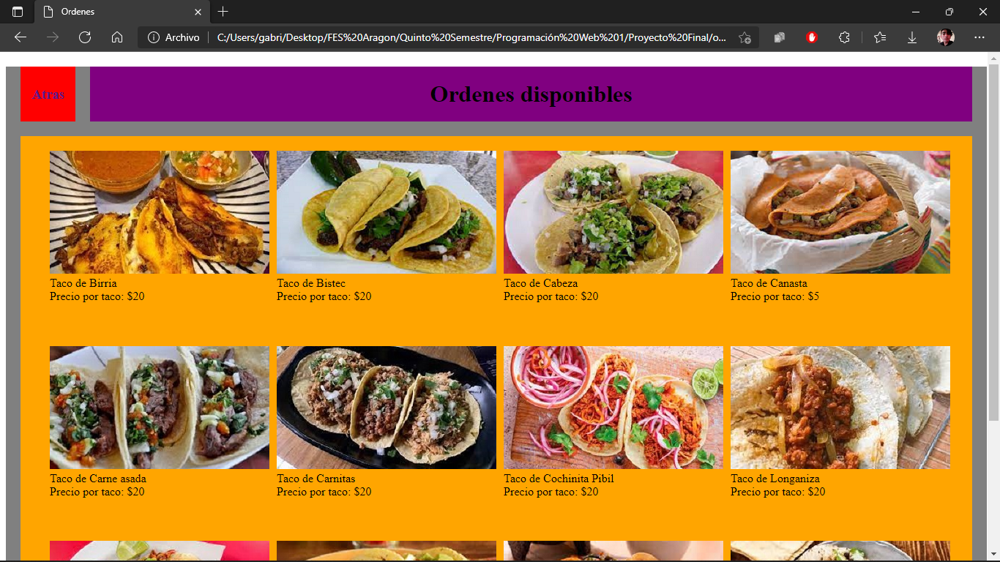 Ordenes
Archivo
C:/Users/gabri/Desktop/FES%20Aragon/Quinto%20Semestre/Programación%20Web%201/Proyecto%20Final/o...
Atras
Ordenes disponibles
Taco de Birria
Precio por taco: $20
Taco de Bistec
Precio por taco: $20
Taco de Cabeza
Precio por taco: $20
Taco de Canasta
Precio por taco: $5
Taco de Carne asada
Precio por taco: $20
Taco de Carnitas
Precio por taco: $20
Taco de Cochinita Pibil
Precio por taco: $20
Taco de Longaniza
Precio por taco: $20